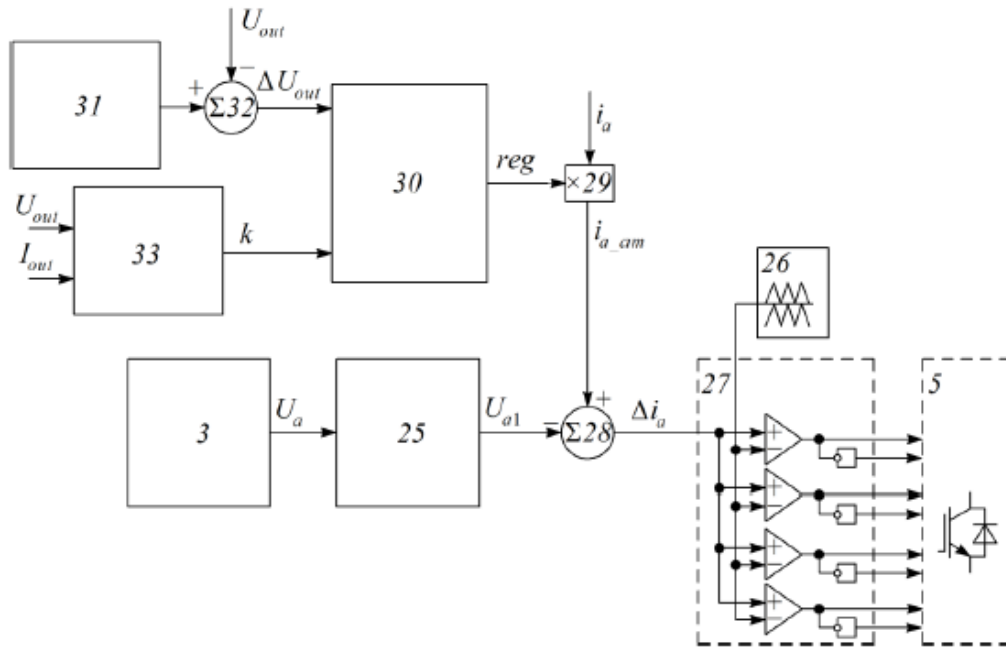 U_out
31
+
−
Σ32
ΔU_out
i_a
30
reg
×29
U_out
I_out
33
k
i_a_am
26
27
5
3
U_a
25
U_a1
−
+
Σ28
Δi_a
+
−
+
−
+
−
+
−